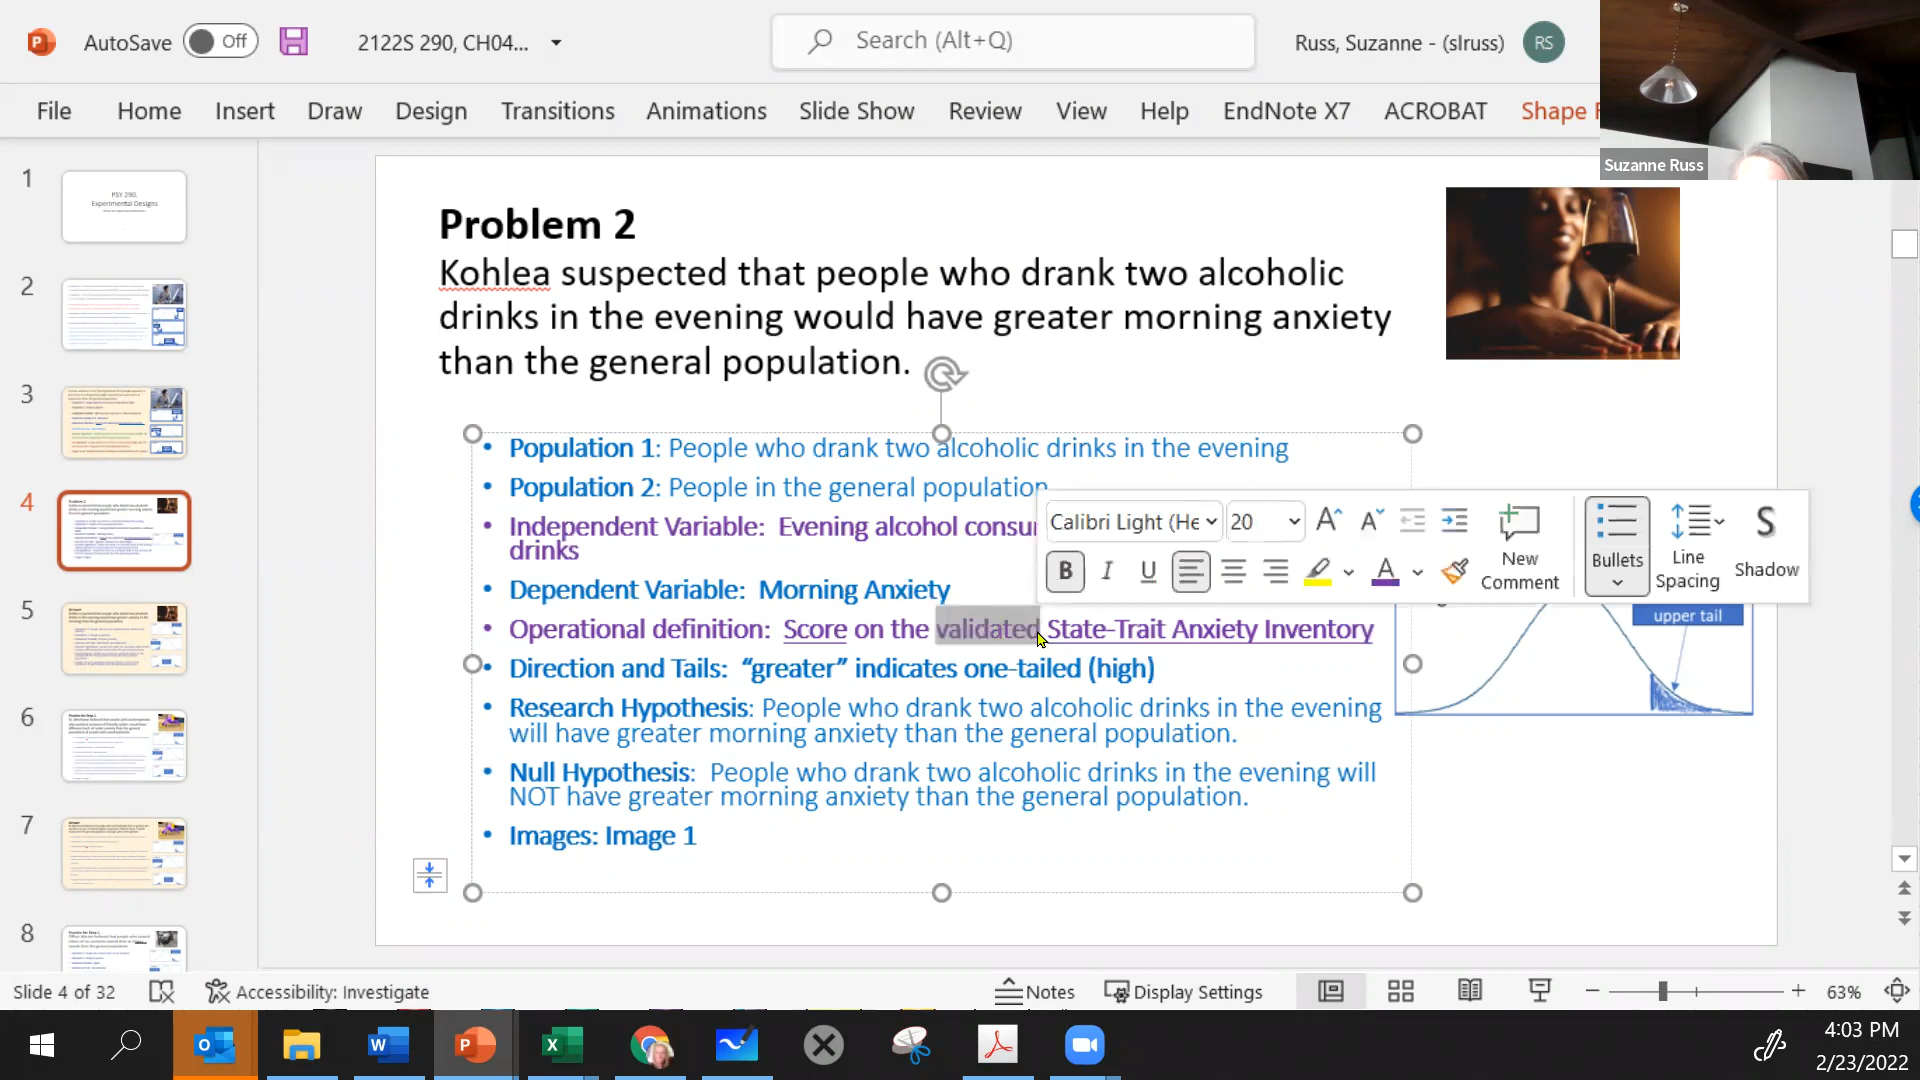 AutoSave Off
2122S 290, CH04...
Search (Alt+Q)
Russ, Suzanne - (slruss)
RS
File Home Insert Draw Design Transitions Animations Slide Show Review View Help EndNote X7 ACROBAT Shape
Suzanne Russ
1
PSY 290,
Experimental Designs
2
3
4
5
6
7
8
Problem 2
Kohlea suspected that people who drank two alcoholic
drinks in the evening would have greater morning anxiety
than the general population.
• Population 1: People who drank two alcoholic drinks in the evening
• Population 2: People in the general population
• Independent Variable:  Evening alcohol consu
drinks
• Dependent Variable:  Morning Anxiety
• Operational definition:  Score on the validated State-Trait Anxiety Inventory
• Direction and Tails:  “greater” indicates one-tailed (high)
• Research Hypothesis: People who drank two alcoholic drinks in the evening
will have greater morning anxiety than the general population.
• Null Hypothesis:  People who drank two alcoholic drinks in the evening will
NOT have greater morning anxiety than the general population.
• Images: Image 1
Calibri Light (He
20
B I U A
New
Comment
Bullets
Line
Spacing
Shadow
upper tail
Slide 4 of 32
Accessibility: Investigate
Notes
Display Settings
63%
4:03 PM
2/23/2022